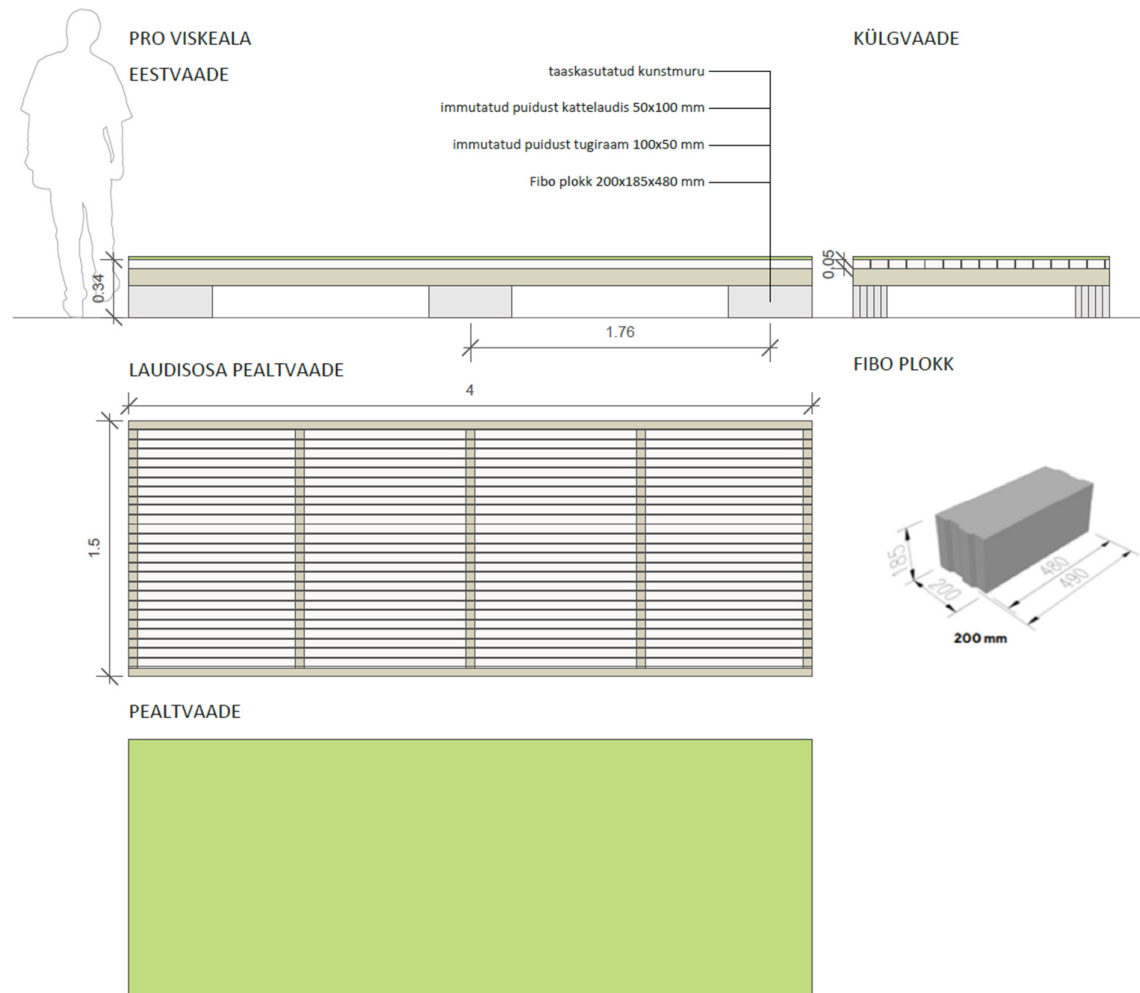 PRO VISKEALA
EESTVAADE
KÜLGVAADE
taaskasutatud kunstmuru
immutatud puidust kattelaudis 50x100 mm
immutatud puidust tugiraam 100x50 mm
Fibo plokk 200x185x480 mm
0.34
0.05
1.76
LAUDISOSA PEALTVAADE
FIBO PLOKK
4
1.5
185
200
480
490
200 mm
PEALTVAADE